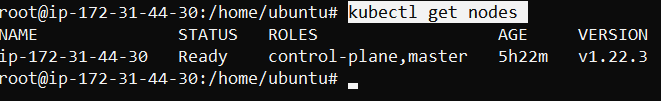 root@ip-172-31-44-30:/home/ubuntu# kubectl get nodes
NAME STATUS ROLES AGE VERSION
ip-172-31-44-30 Ready control-plane,master 5h22m v1.22.3
root@ip-172-31-44-30:/home/ubuntu#